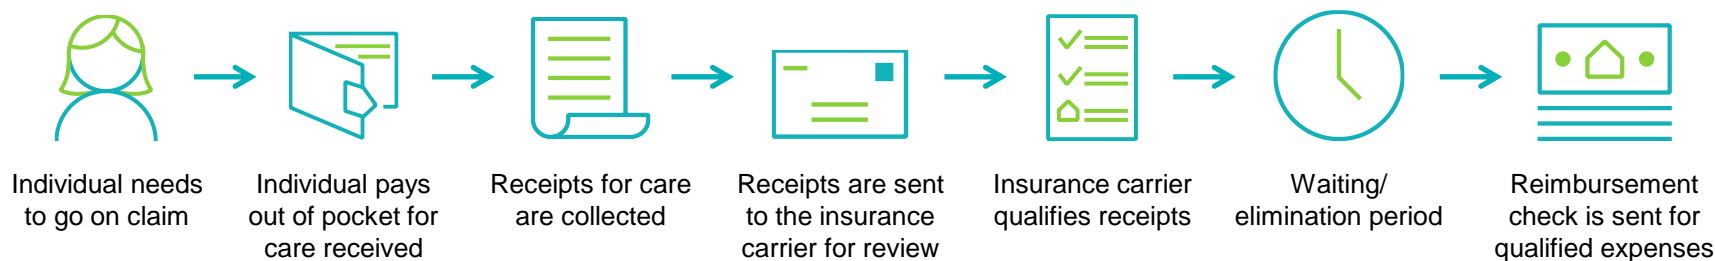 Individual needs
to go on claim
Individual pays
out of pocket for
care received
Receipts for care
are collected
Receipts are sent
to the insurance
carrier for review
Insurance carrier
qualifies receipts
Waiting/
elimination period
Reimbursement
check is sent for
qualified expenses